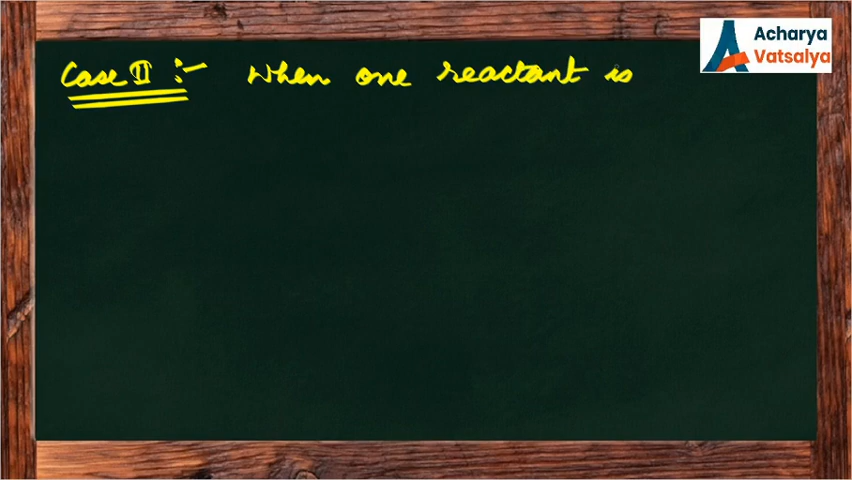 Case II :- When one reactant is
Acharya
Vatsalya